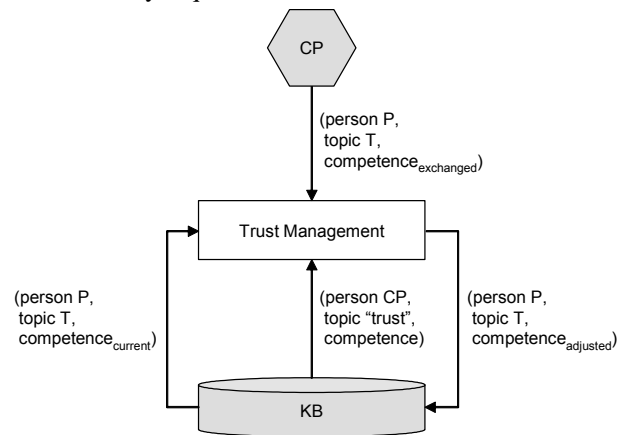 CP
(person P,
topic T,
competence_exchanged)
Trust Management
(person P,
topic T,
competence_current)
(person CP,
topic “trust”,
competence)
(person P,
topic T,
competence_adjusted)
KB